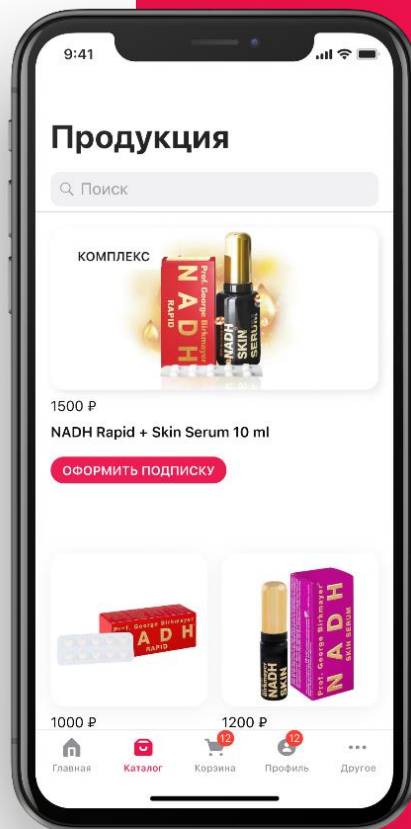 9:41
Продукция
Поиск
КОМПЛЕКС
Prof. George Birkmayer
NADH
RAPID
NADH
SKIN
SERUM
1500 ₽
NADH Rapid + Skin Serum 10 ml
ОФОРМИТЬ ПОДПИСКУ
Prof. George Birkmayer
NADH
RAPID
Birkmayer
NADH
SKIN
Prof. George Birkmayer
NADH
SKIN SERUM
1000 ₽
1200 ₽
12
12
Главная
Каталог
Корзина
Профиль
Другое